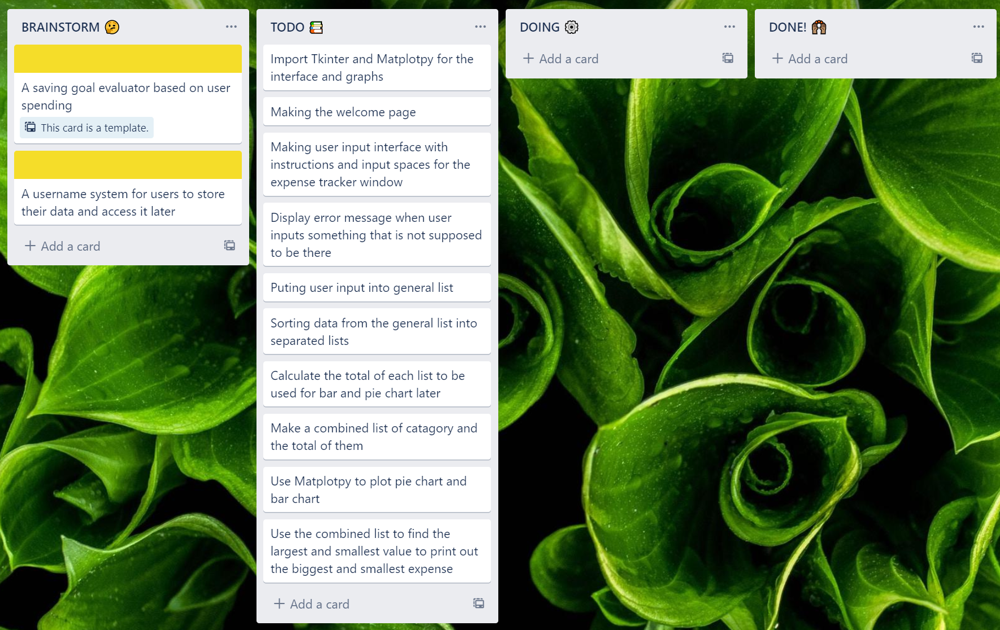 BRAINSTORM 🤔
A saving goal evaluator based on user
spending
This card is a template.
A username system for users to store
their data and access it later
+ Add a card
TODO 📚
Import Tkinter and Matplotpy for the
interface and graphs
Making the welcome page
Making user input interface with
instructions and input spaces for the
expense tracker window
Display error message when user
inputs something that is not supposed
to be there
Puting user input into general list
Sorting data from the general list into
separated lists
Calculate the total of each list to be
used for bar and pie chart later
Make a combined list of catagory and
the total of them
Use Matplotpy to plot pie chart and
bar chart
Use the combined list to find the
largest and smallest value to print out
the biggest and smallest expense
+ Add a card
DOING ⚙️
+ Add a card
DONE! 🙌🏾
+ Add a card